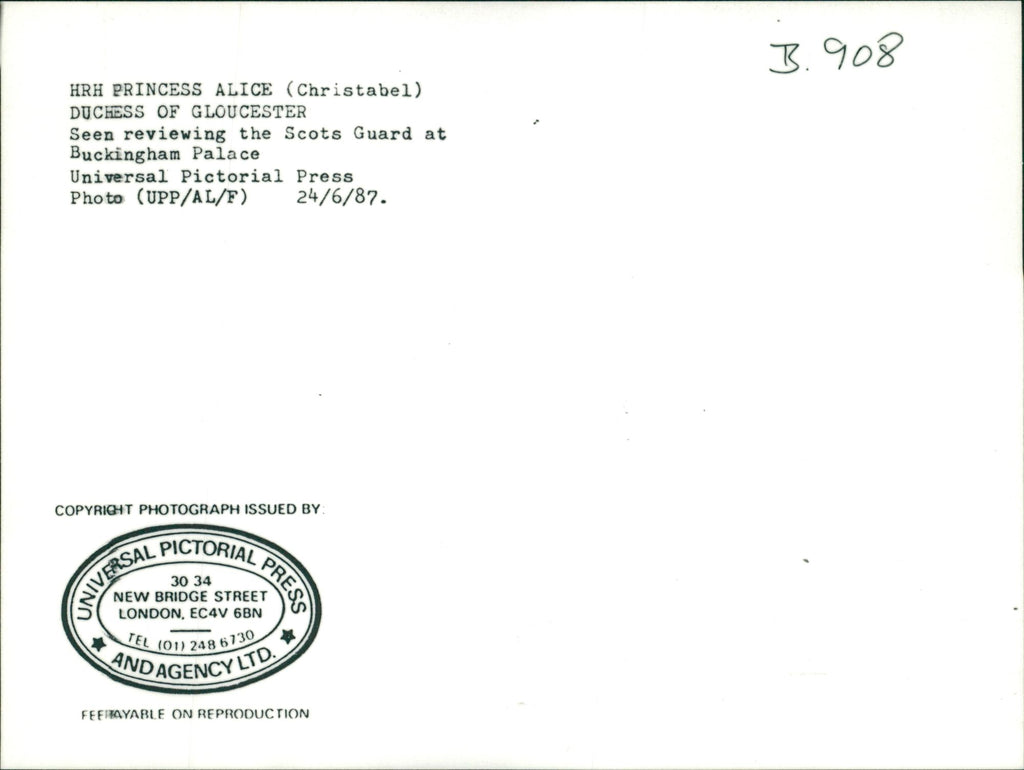 B. 908
HRH PRINCESS ALICE (Christabel)
DUCHESS OF GLOUCESTER
Seen reviewing the Scots Guard at
Buckingham Palace
Universal Pictorial Press
Photo (UPP/AL/F) 24/6/87.
COPYRIGHT PHOTOGRAPH ISSUED BY:
UNIVERSAL PICTORIAL PRESS
30 34
NEW BRIDGE STREET
LONDON, EC4V 6BN
TEL (01) 248 6730
AND AGENCY LTD.
FEE PAYABLE ON REPRODUCTION